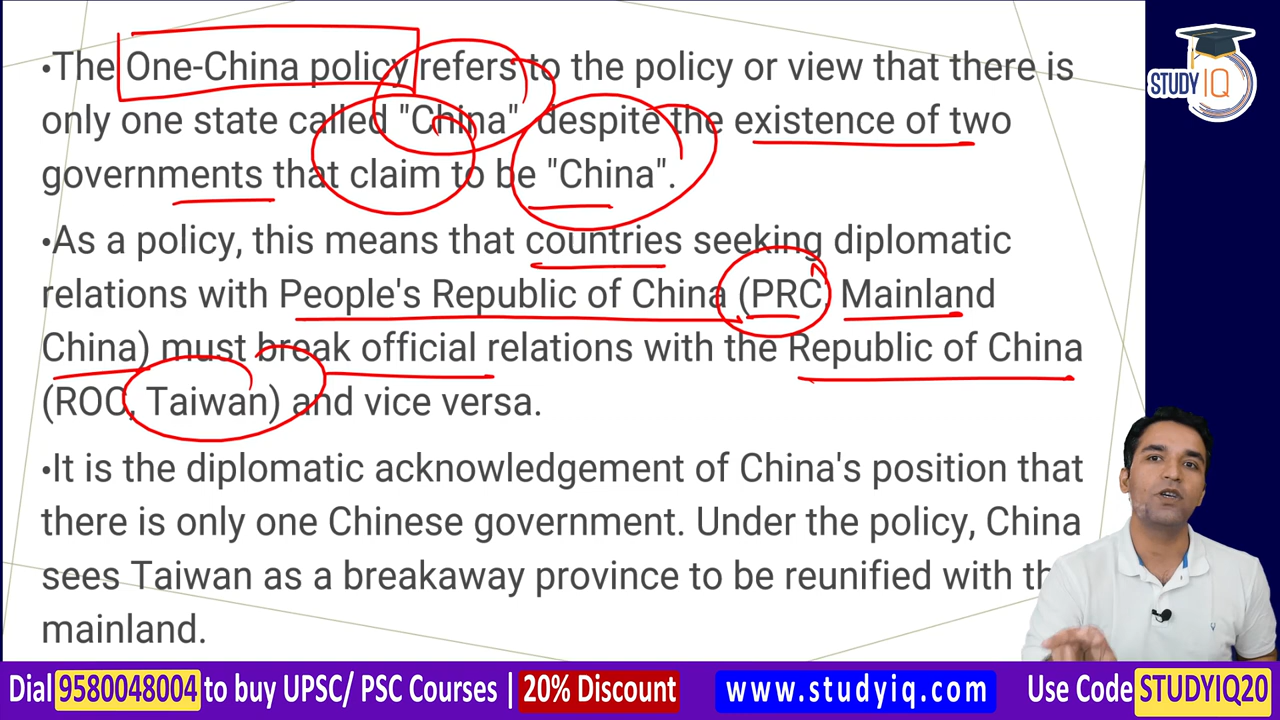 •The One-China policy refers to the policy or view that there is
only one state called "China", despite the existence of two
governments that claim to be "China".
•As a policy, this means that countries seeking diplomatic
relations with People's Republic of China (PRC, Mainland
China) must break official relations with the Republic of China
(ROC, Taiwan) and vice versa.
•It is the diplomatic acknowledgement of China's position that
there is only one Chinese government. Under the policy, China
sees Taiwan as a breakaway province to be reunified with
mainland.
STUDY IQ
Dial 9580048004 to buy UPSC/ PSC Courses | 20% Discount www.studyiq.com Use Code STUDYIQ20